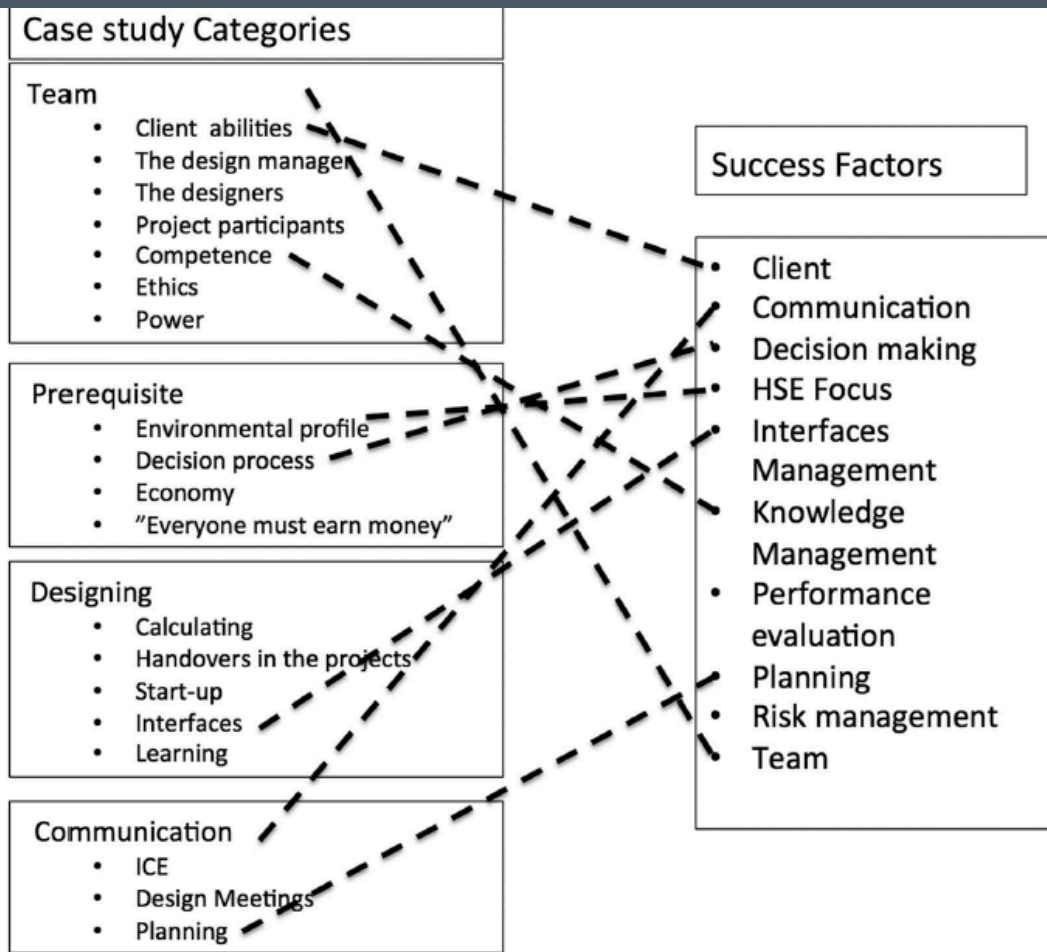 Case study Categories
Team
• Client abilities
• The design manager
• The designers
• Project participants
• Competence
• Ethics
• Power
Prerequisite
• Environmental profile
• Decision process
• Economy
• ”Everyone must earn money”
Designing
• Calculating
• Handovers in the projects
• Start-up
• Interfaces
• Learning
Communication
• ICE
• Design Meetings
• Planning
Success Factors
• Client
• Communication
• Decision making
• HSE Focus
• Interfaces
Management
• Knowledge
Management
• Performance
evaluation
• Planning
• Risk management
• Team